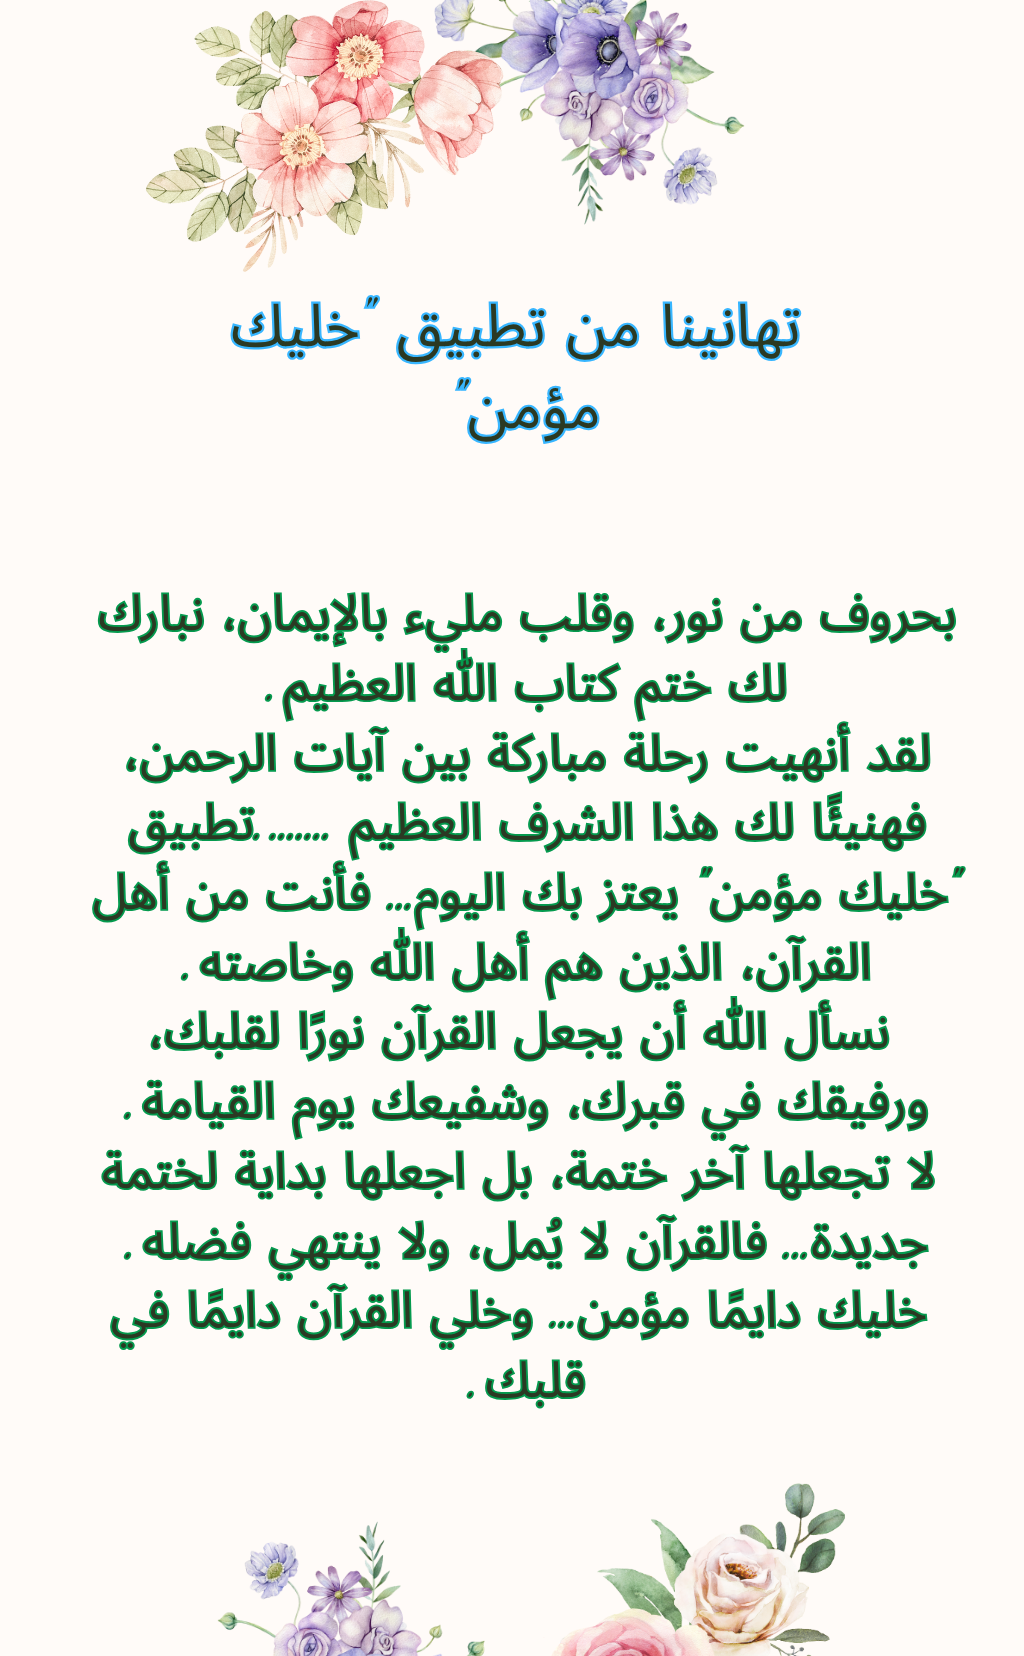 تهانينا من تطبيق "خليك
مؤمن"
بحروف من نور، وقلب مليء بالإيمان، نبارك
لك ختم كتاب الله العظيم .
لقد أنهيت رحلة مباركة بين آيات الرحمن،
فهنيئًا لك هذا الشرف العظيم ....... .تطبيق
"خليك مؤمن" يعتز بك اليوم... فأنت من أهل
القرآن، الذين هم أهل الله وخاصته .
نسأل الله أن يجعل القرآن نورًا لقلبك،
ورفيقك في قبرك، وشفيعك يوم القيامة .
لا تجعلها آخر ختمة، بل اجعلها بداية لختمة
جديدة... فالقرآن لا يُمل، ولا ينتهي فضله .
خليك دايمًا مؤمن... وخلي القرآن دايمًا في
قلبك .